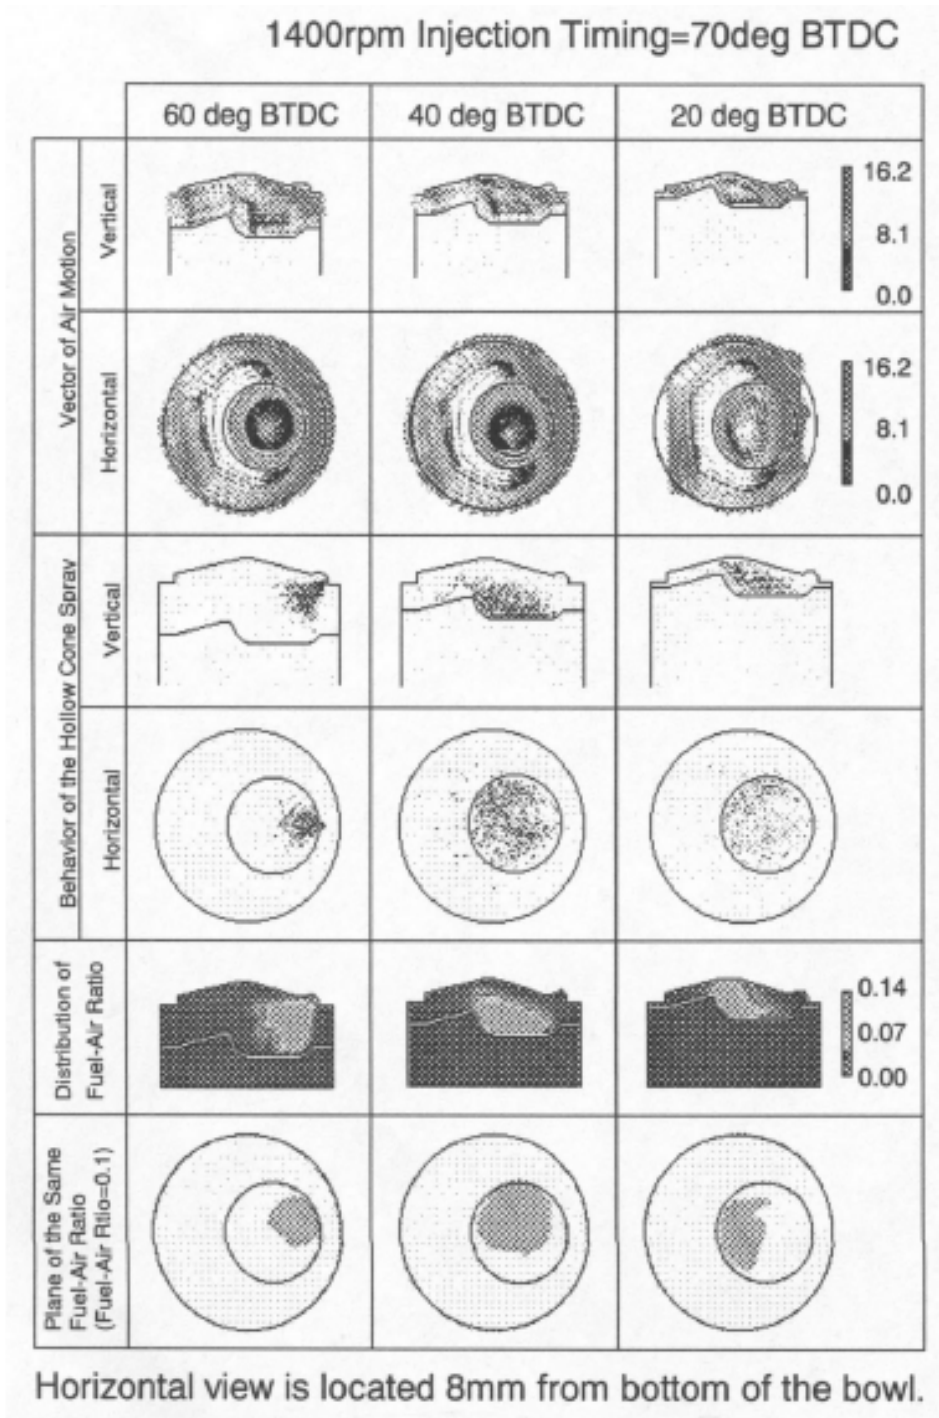 1400rpm Injection Timing=70deg BTDC
60 deg BTDC
40 deg BTDC
20 deg BTDC
Vector of Air Motion
Vertical
16.2
8.1
0.0
Horizontal
16.2
8.1
0.0
Behavior of the Hollow Cone Spray
Vertical
Horizontal
Distribution of
Fuel-Air Ratio
0.14
0.07
0.00
Plane of the Same
Fuel-Air Ratio
(Fuel-Air Rtio=0.1)
Horizontal view is located 8mm from bottom of the bowl.